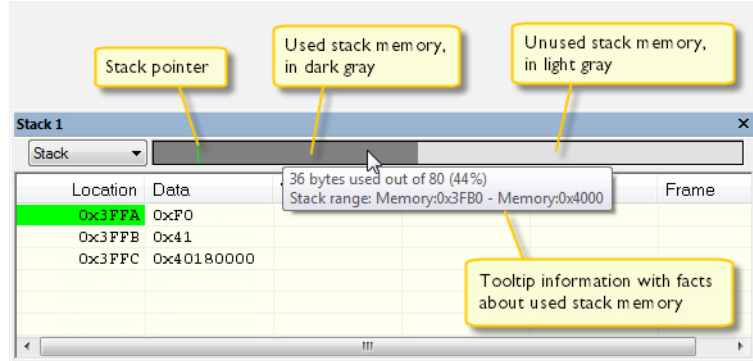 Stack pointer
Used stack memory,
in dark gray
Unused stack memory,
in light gray
Stack 1
Stack
36 bytes used out of 80 (44%)
Stack range: Memory:0x3FB0 - Memory:0x4000
Location Data Frame
0x3FFA 0xF0
0x3FFB 0x41
0x3FFC 0x40180000
Tooltip information with facts
about used stack memory